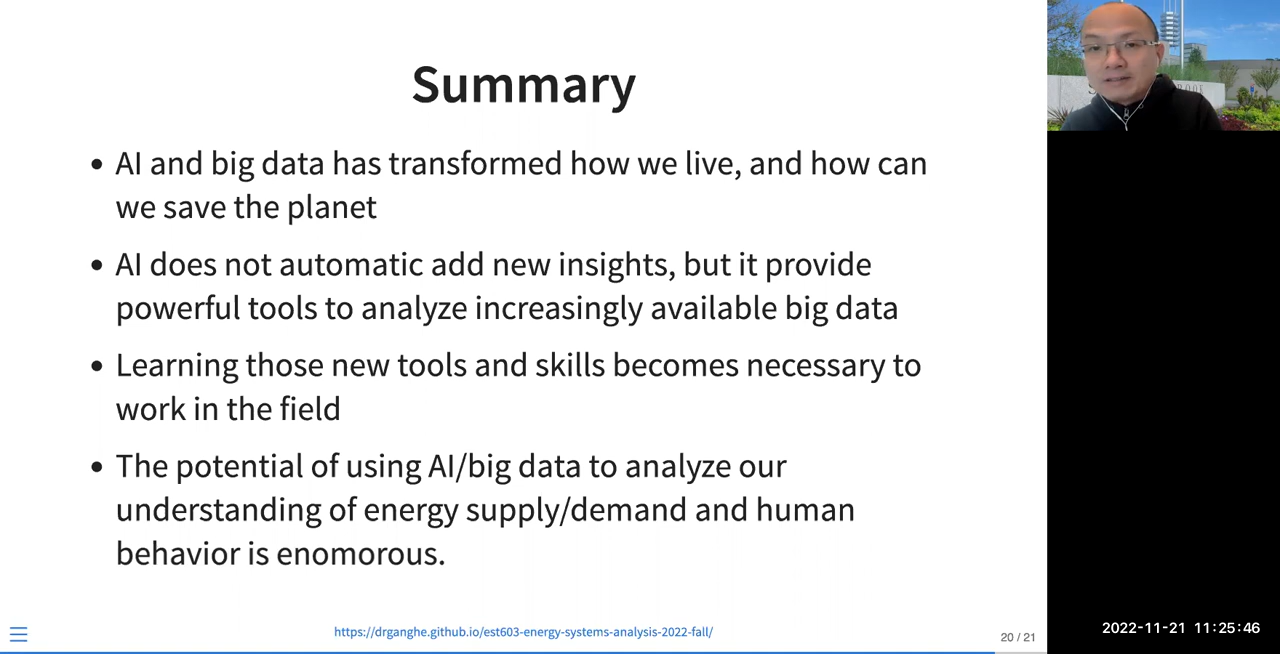 Summary
• AI and big data has transformed how we live, and how can
we save the planet
• AI does not automatic add new insights, but it provide
powerful tools to analyze increasingly available big data
• Learning those new tools and skills becomes necessary to
work in the field
• The potential of using AI/big data to analyze our
understanding of energy supply/demand and human
behavior is enomorous.
https://drganghe.github.io/est603-energy-systems-analysis-2022-fall/
20 / 21
2022-11-21 11:25:46